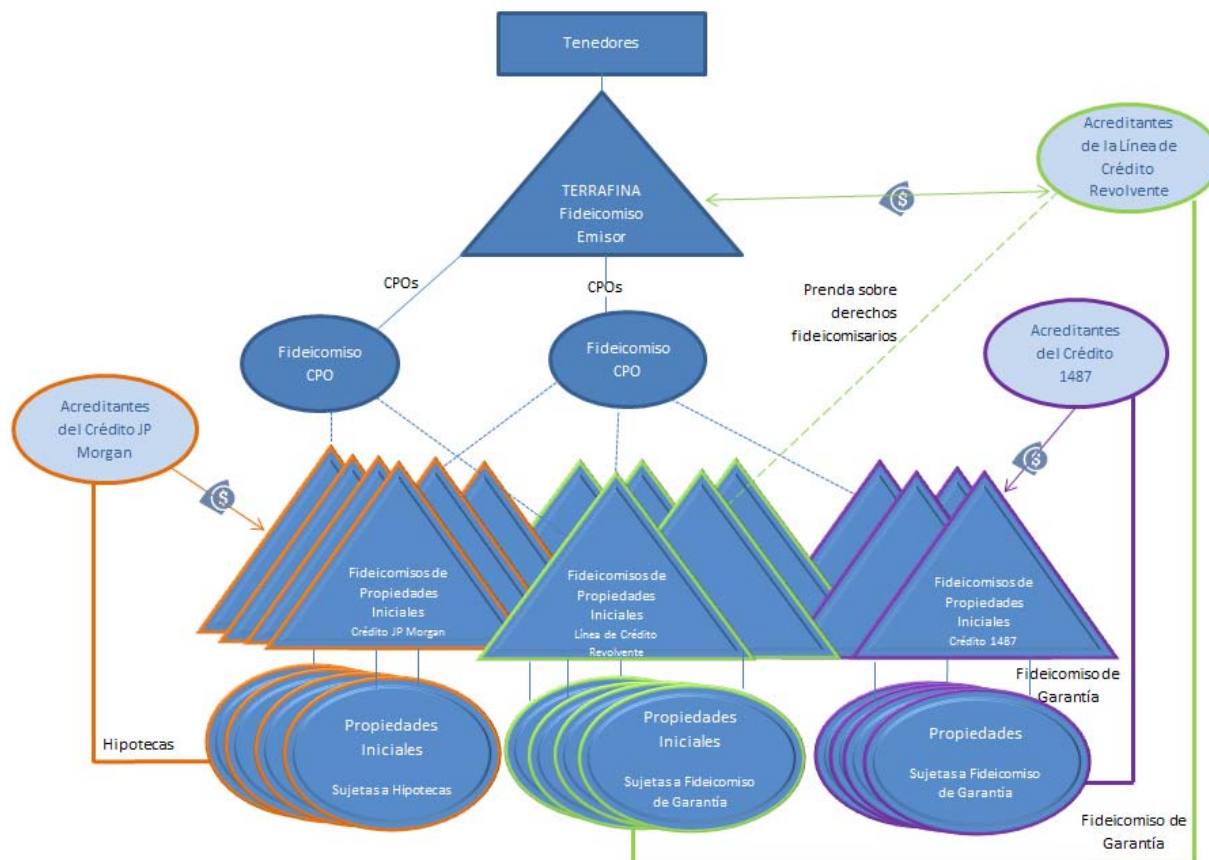 Tenedores
TERRAFINA
Fideicomiso
Emisor
Acreditantes
de la Línea de
Crédito
Revolvente
$
CPOs
CPOs
Prenda sobre
derechos
fideicomisarios
Fideicomiso
CPO
Fideicomiso
CPO
Acreditantes
del Crédito
1487
Acreditantes
del Crédito JP
Morgan
$
$
Fideicomisos de
Propiedades
Iniciales
Crédito JP Morgan
Fideicomisos de
Propiedades
Iniciales
Línea de Crédito
Revolvente
Fideicomisos de
Propiedades
Iniciales
Crédito 1487
Fideicomiso de
Garantía
Hipotecas
Propiedades
Iniciales
Sujetas a Hipotecas
Propiedades
Iniciales
Sujetas a Fideicomiso
de Garantía
Propiedades
Sujetas a Fideicomiso
de Garantía
Fideicomiso de
Garantía